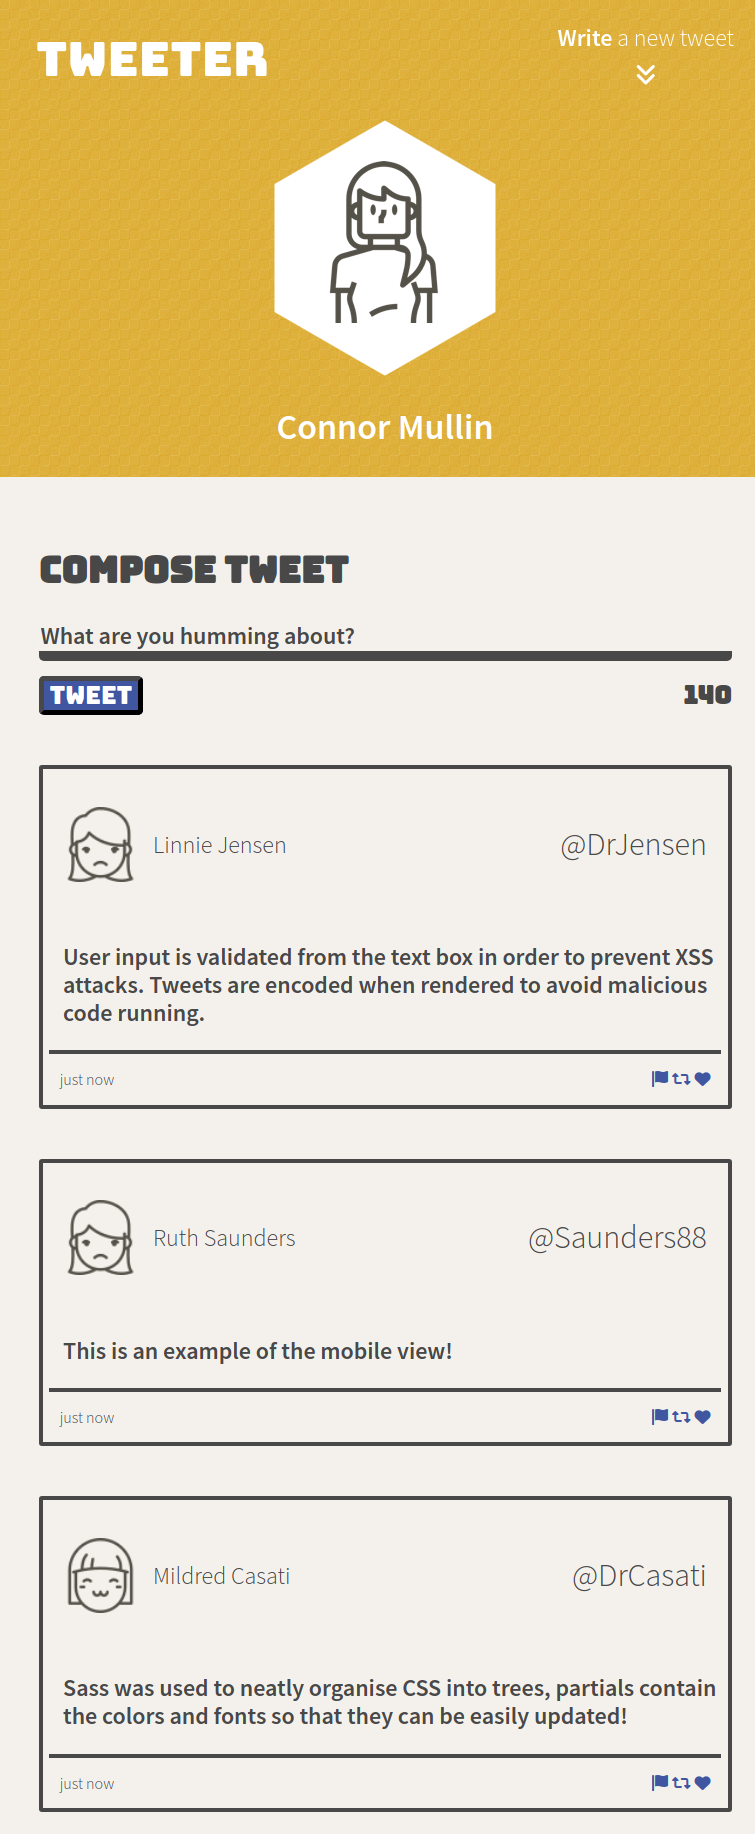 TWEETER
Write a new tweet
Connor Mullin
COMPOSE TWEET
What are you humming about?
TWEET
140
Linnie Jensen
@DrJensen
User input is validated from the text box in order to prevent XSS
attacks. Tweets are encoded when rendered to avoid malicious
code running.
just now
Ruth Saunders
@Saunders88
This is an example of the mobile view!
just now
Mildred Casati
@DrCasati
Sass was used to neatly organise CSS into trees, partials contain
the colors and fonts so that they can be easily updated!
just now